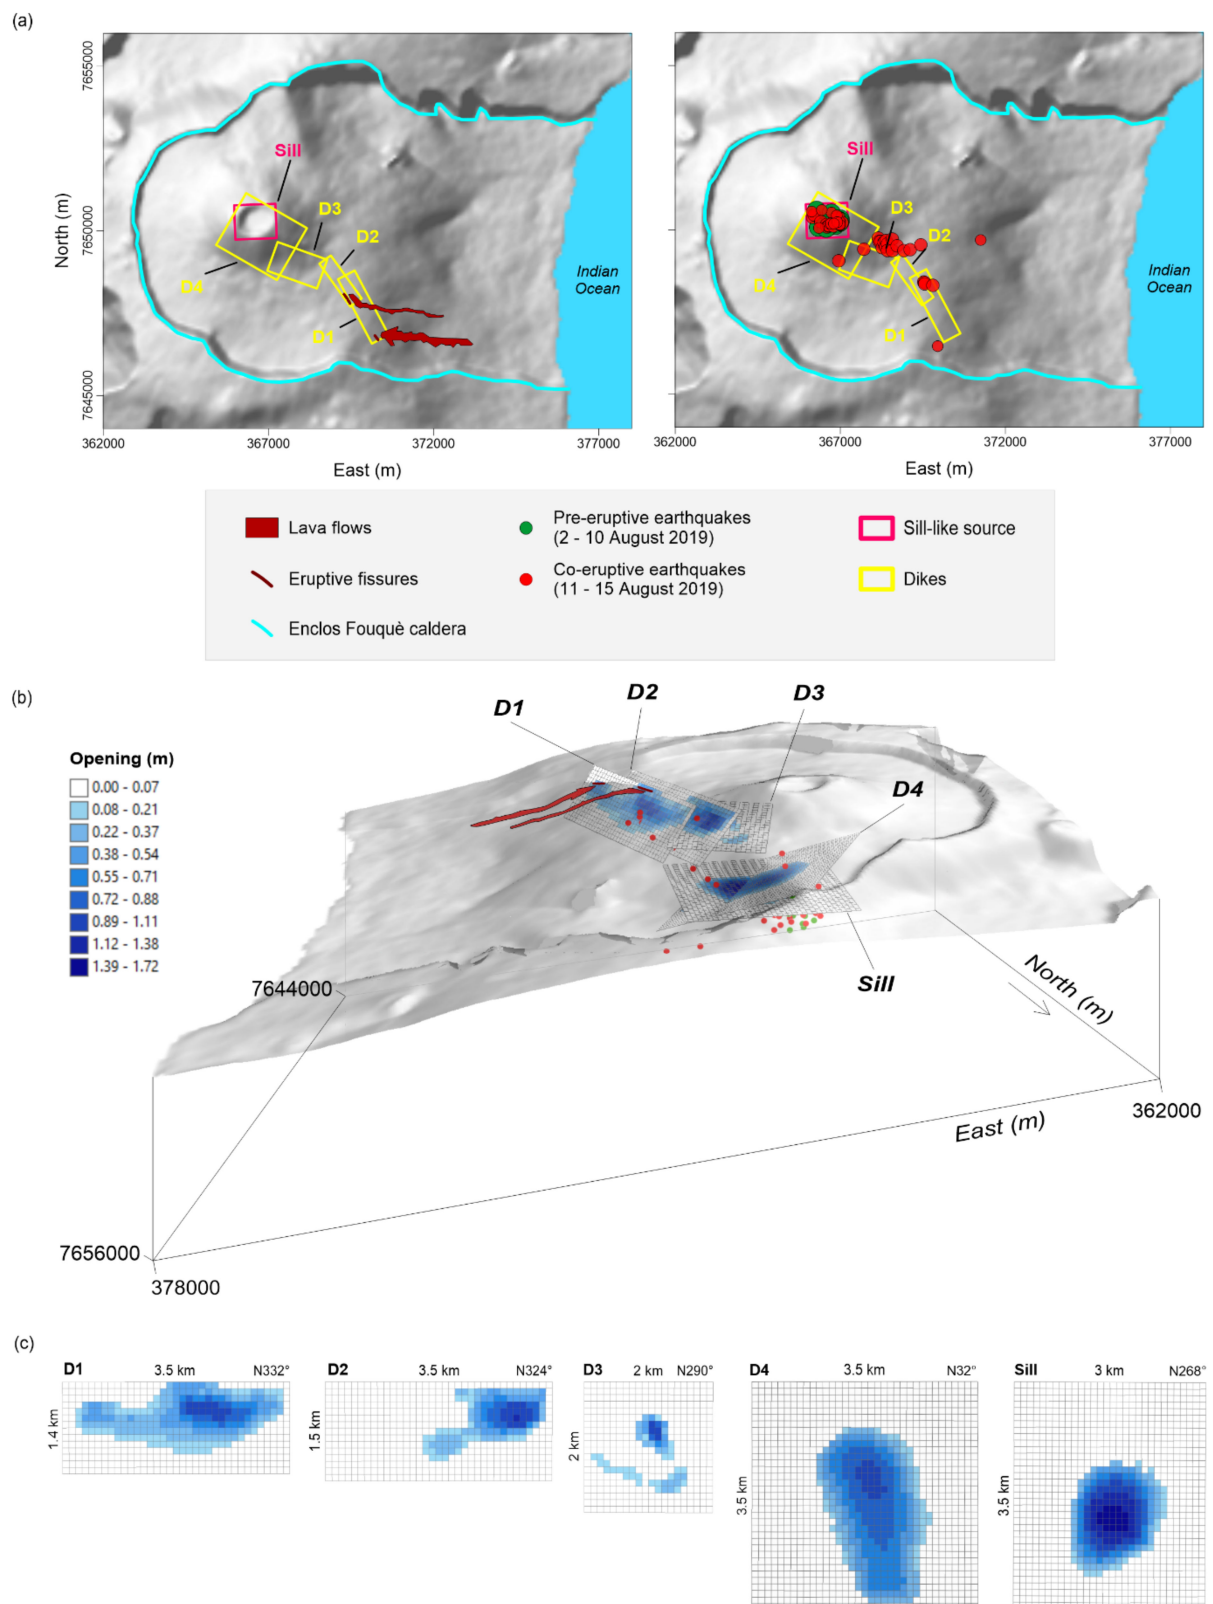 (a)
7655000
7650000
7645000
North (m)
Sill
D3
D2
D4
D1
Indian
Ocean
362000
367000
372000
377000
East (m)
Sill
D3
D2
D4
D1
Indian
Ocean
362000
367000
372000
377000
East (m)
Lava flows
Eruptive fissures
Enclos Fouquè caldera
Pre-eruptive earthquakes
(2 - 10 August 2019)
Co-eruptive earthquakes
(11 - 15 August 2019)
Sill-like source
Dikes
(b)
D1
D2
D3
D4
Sill
Opening (m)
0.00 - 0.07
0.08 - 0.21
0.22 - 0.37
0.38 - 0.54
0.55 - 0.71
0.72 - 0.88
0.89 - 1.11
1.12 - 1.38
1.39 - 1.72
7644000
North (m)
362000
East (m)
7656000
378000
(c)
D1 3.5 km N332°
1.4 km
D2 3.5 km N324°
1.5 km
D3 2 km N290°
2 km
D4 3.5 km N32°
3.5 km
Sill 3 km N268°
3.5 km